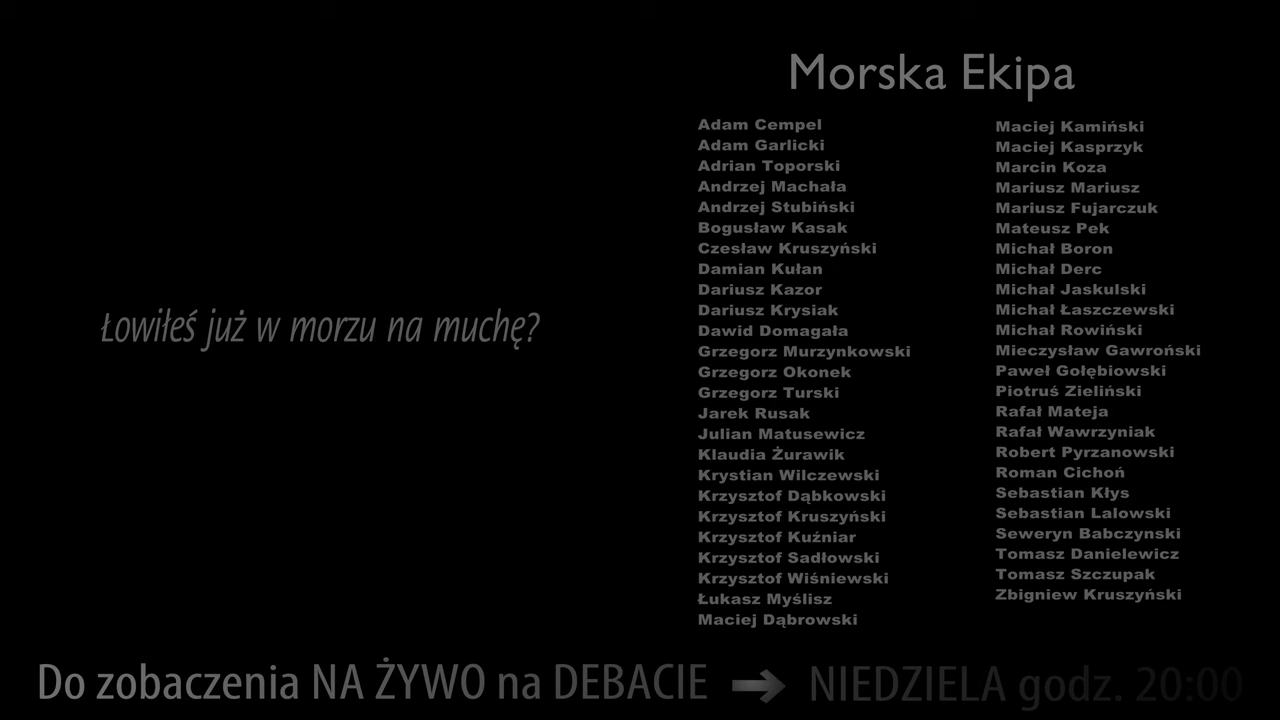 Morska Ekipa
Adam Cempel
Adam Garlicki
Adrian Toporski
Andrzej Machała
Andrzej Stubiński
Bogusław Kasak
Czesław Kruszyński
Damian Kułan
Dariusz Kazor
Dariusz Krysiak
Dawid Domagała
Grzegorz Murzynkowski
Grzegorz Okonek
Grzegorz Turski
Jarek Rusak
Julian Matusewicz
Klaudia Żurawik
Krystian Wilczewski
Krzysztof Dąbkowski
Krzysztof Kruszyński
Krzysztof Kuźniar
Krzysztof Sadłowski
Krzysztof Wiśniewski
Łukasz Myślisz
Maciej Dąbrowski
Maciej Kamiński
Maciej Kasprzyk
Marcin Koza
Mariusz Mariusz
Mariusz Fujarczuk
Mateusz Pek
Michał Boron
Michał Derc
Michał Jaskulski
Michał Łaszczewski
Michał Rowiński
Mieczysław Gawroński
Paweł Gołębiowski
Piotruś Zieliński
Rafał Mateja
Rafał Wawrzyniak
Robert Pyrzanowski
Roman Cichoń
Sebastian Kłys
Sebastian Lalowski
Seweryn Babczynski
Tomasz Danielewicz
Tomasz Szczupak
Zbigniew Kruszyński
Łowiłeś już w morzu na muchę?
Do zobaczenia NA ŻYWO na DEBACIE → NIEDZIELA godz. 20:00